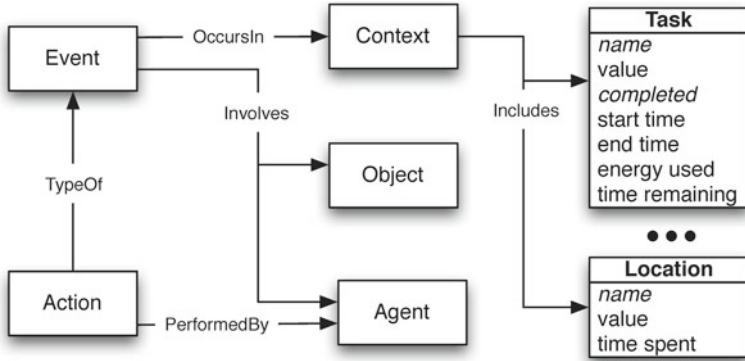 Event
OccursIn
Context
Involves
Object
TypeOf
Action
PerformedBy
Agent
Includes
Task
name
value
completed
start time
end time
energy used
time remaining
•••
Location
name
value
time spent